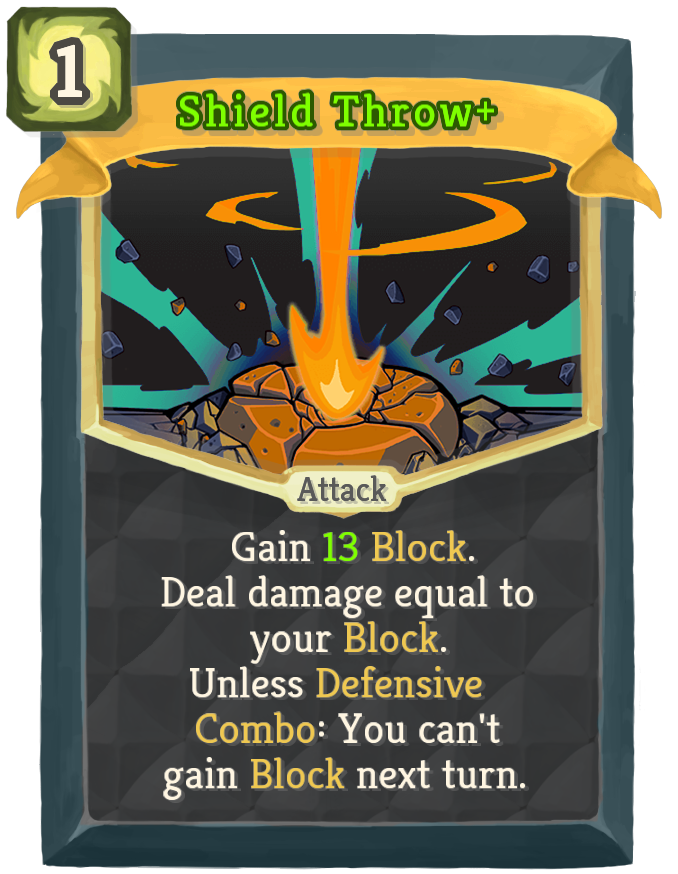 1
Shield Throw+
Attack
Gain 13 Block.
Deal damage equal to
your Block.
Unless Defensive
Combo: You can't
gain Block next turn.